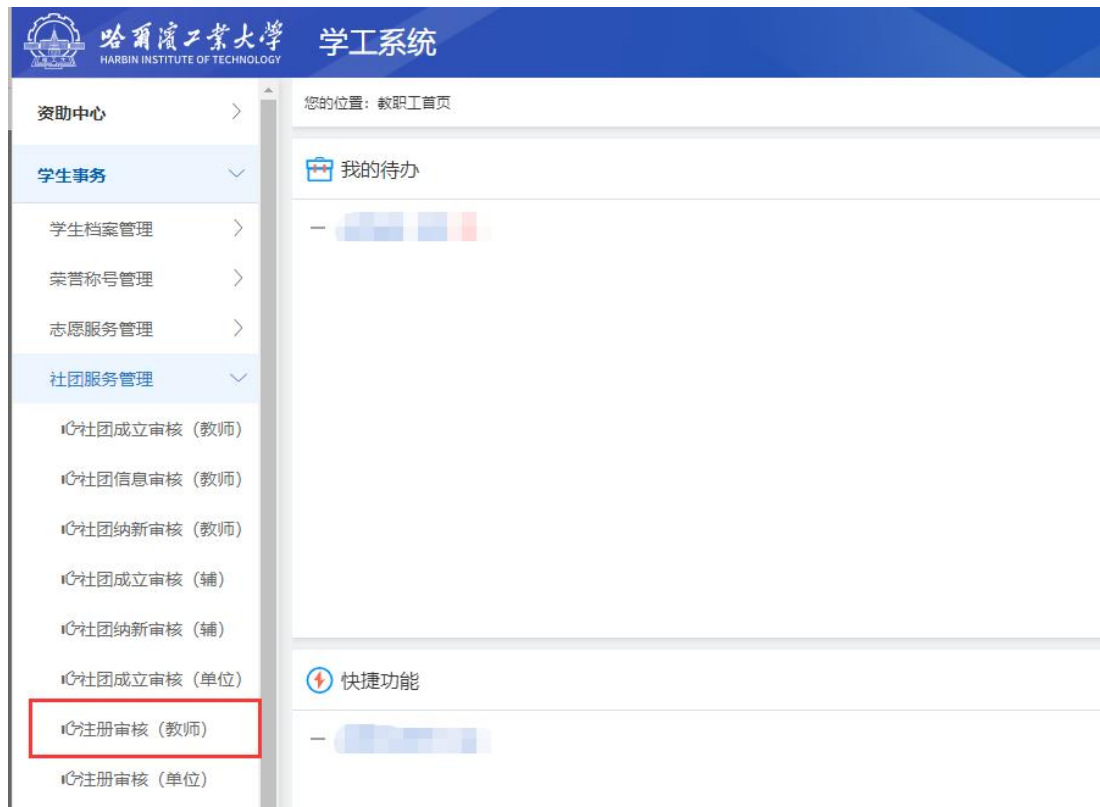 哈爾濱工業大學
HARBIN INSTITUTE OF TECHNOLOGY
学工系统
资助中心
您的位置：教职工首页
学生事务
我的待办
学生档案管理
荣誉称号管理
志愿服务管理
社团服务管理
社团成立审核（教师）
社团信息审核（教师）
社团纳新审核（教师）
社团成立审核（辅）
社团纳新审核（辅）
社团成立审核（单位）
快捷功能
注册审核（教师）
注册审核（单位）